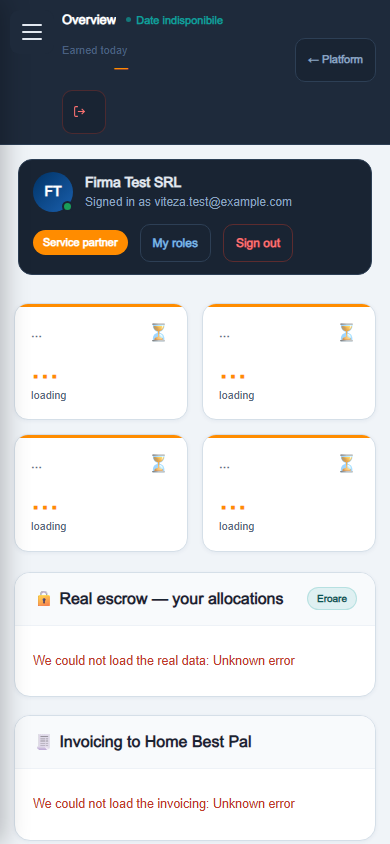 Overview
Date indisponibile
Earned today
—
← Platform
FT
Firma Test SRL
Signed in as viteza.test@example.com
Service partner
My roles
Sign out
...
...
loading
...
...
loading
...
...
loading
...
...
loading
Real escrow — your allocations
Eroare
We could not load the real data: Unknown error
Invoicing to Home Best Pal
We could not load the invoicing: Unknown error